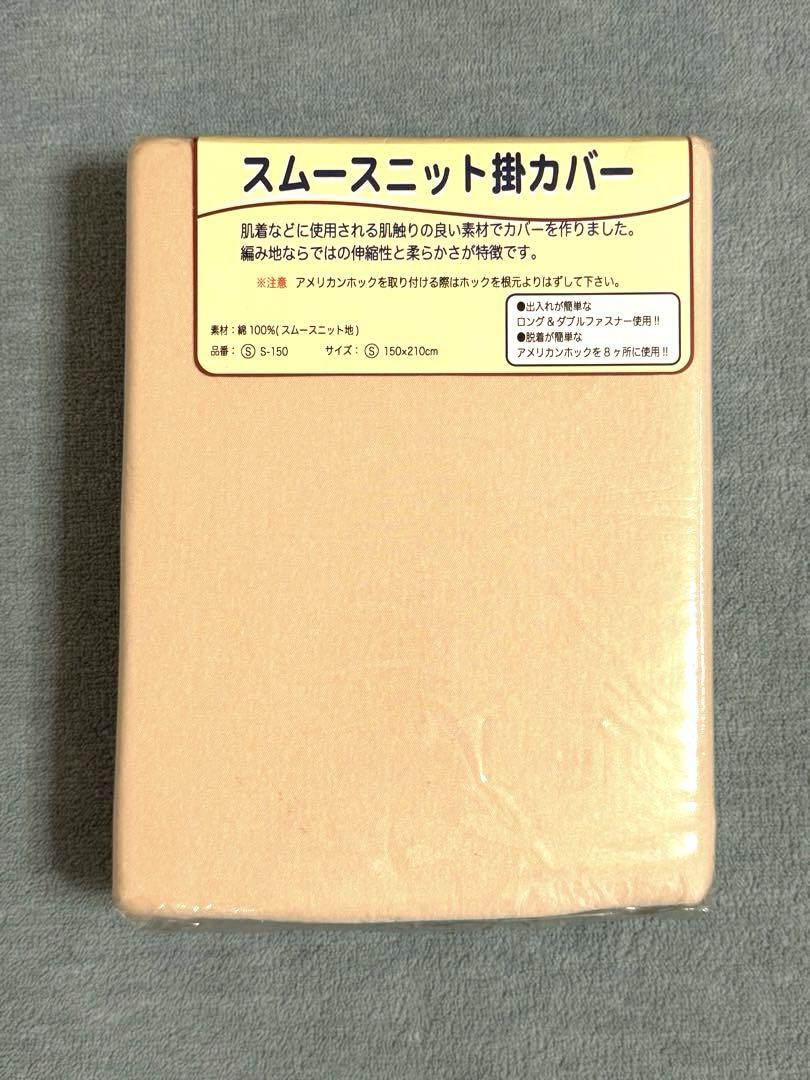 スムースニット掛カバー
肌着などに使用される肌触りの良い素材でカバーを作りました。
編み地ならではの伸縮性と柔らかさが特徴です。
※注意 アメリカンホックを取り付ける際はホックを根元よりはずして下さい。
素材：綿100%(スムースニット地)
品番：Ⓢ S-150 サイズ：Ⓢ 150×210cm
●出入れが簡単な
ロング＆ダブルファスナー使用!!
●脱着が簡単な
アメリカンホックを8ヶ所に使用!!